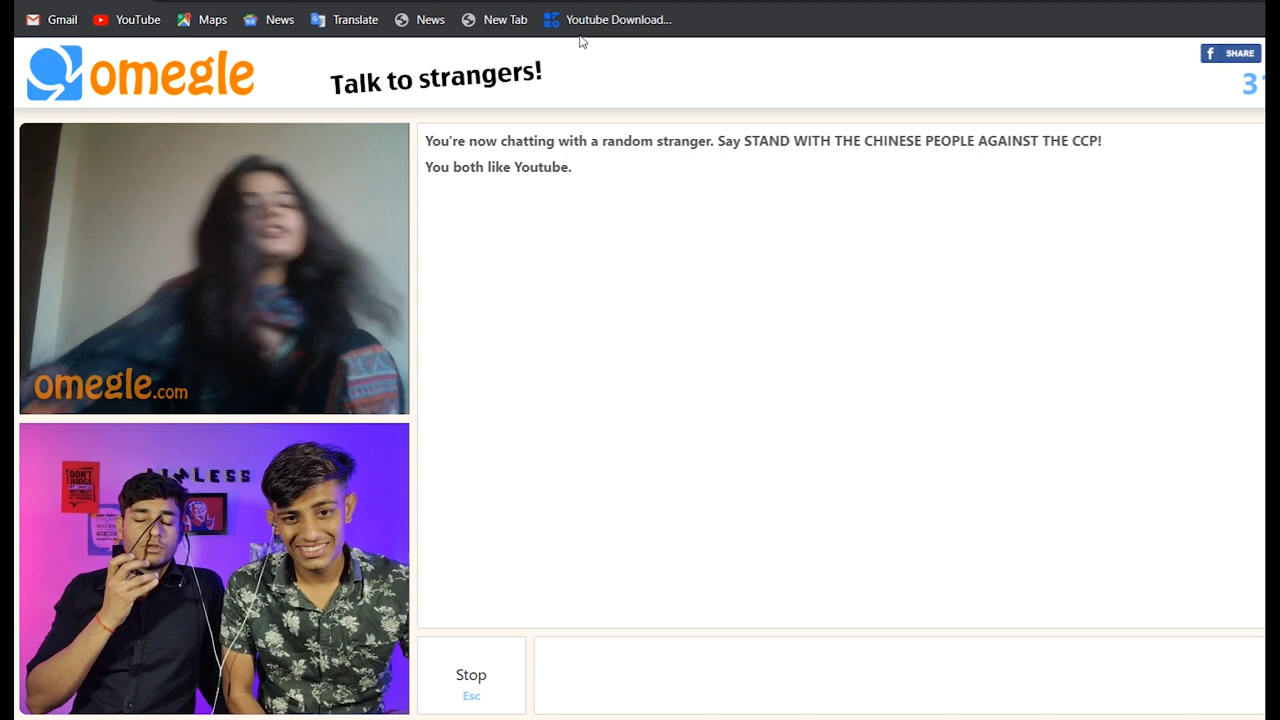 Gmail YouTube Maps News Translate News New Tab Youtube Download...
omegle Talk to strangers! SHARE
You're now chatting with a random stranger. Say STAND WITH THE CHINESE PEOPLE AGAINST THE CCP!
You both like Youtube.
omegle.com
DON'T
JUDGE
Stop
Esc